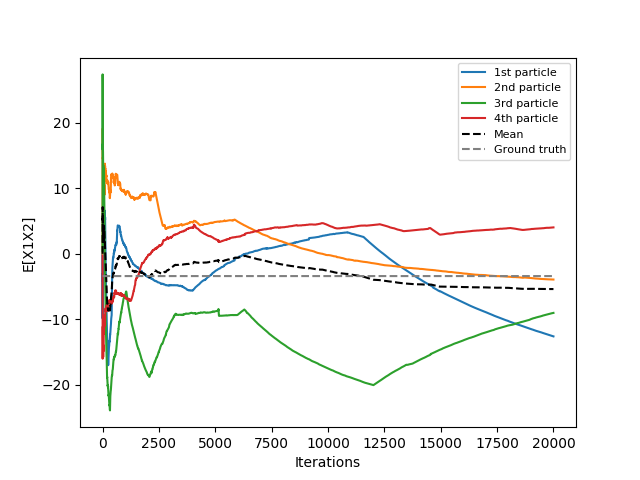 1st particle
2nd particle
3rd particle
4th particle
Mean
Ground truth
20
10
0
−10
−20
E[X1X2]
0 2500 5000 7500 10000 12500 15000 17500 20000
Iterations